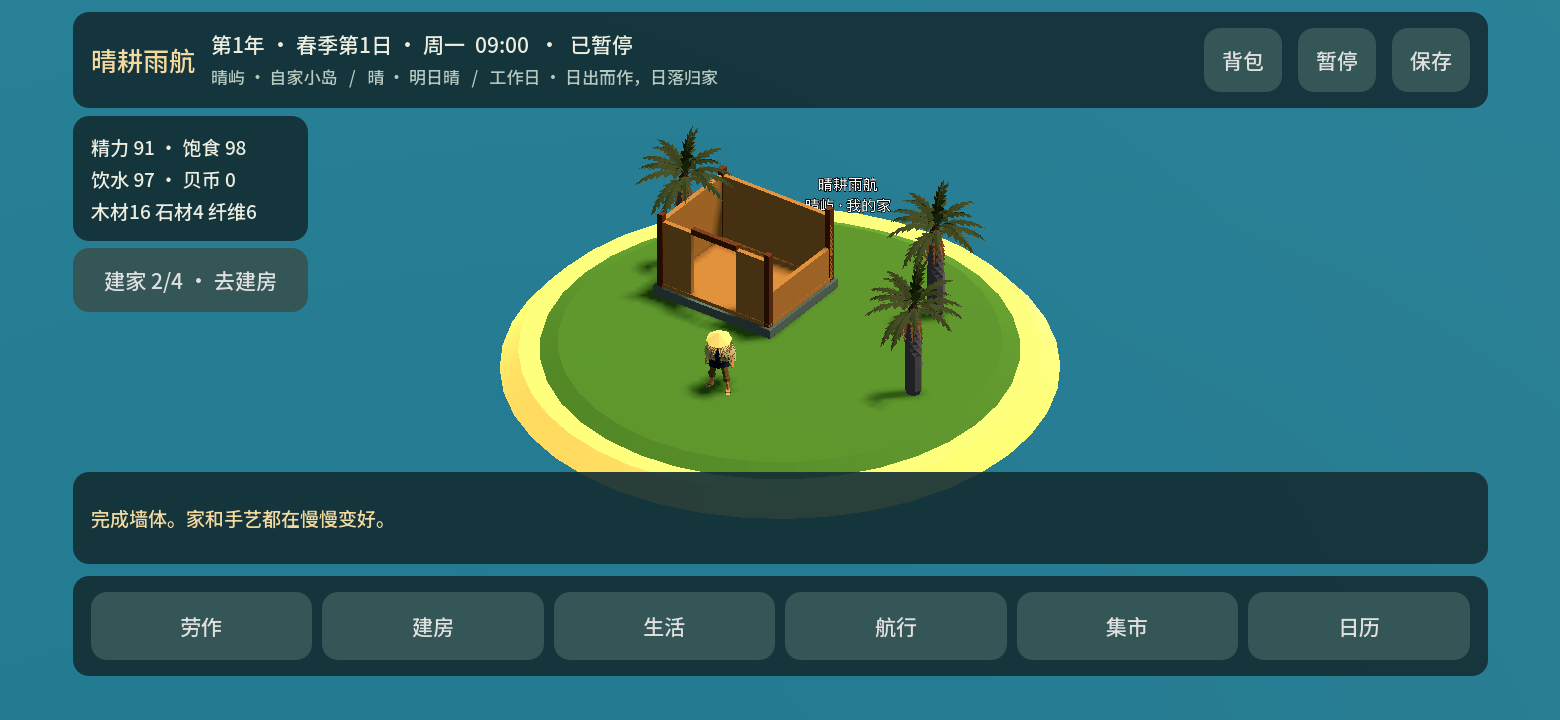 晴耕雨航
第1年 · 春季第1日 · 周一 09:00 · 已暂停
晴屿 · 自家小岛 / 晴 · 明日晴 / 工作日 · 日出而作，日落归家
背包
暂停
保存
精力 91 · 饱食 98
饮水 97 · 贝币 0
木材16 石材4 纤维6
建家 2/4 · 去建房
晴耕雨航
晴屿 · 我的家
完成墙体。家和手艺都在慢慢变好。
劳作
建房
生活
航行
集市
日历